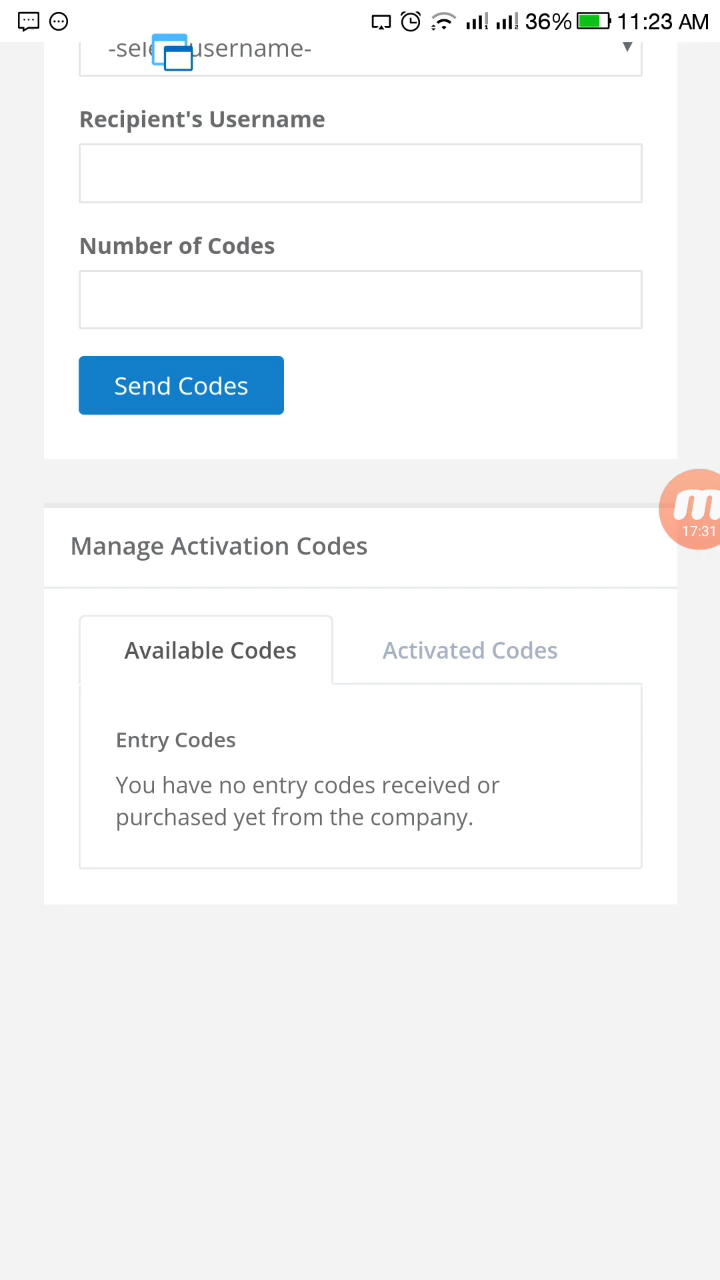 36% 11:23 AM
-sele username-
Recipient's Username
Number of Codes
Send Codes
17:31
Manage Activation Codes
Available Codes
Activated Codes
Entry Codes
You have no entry codes received or
purchased yet from the company.